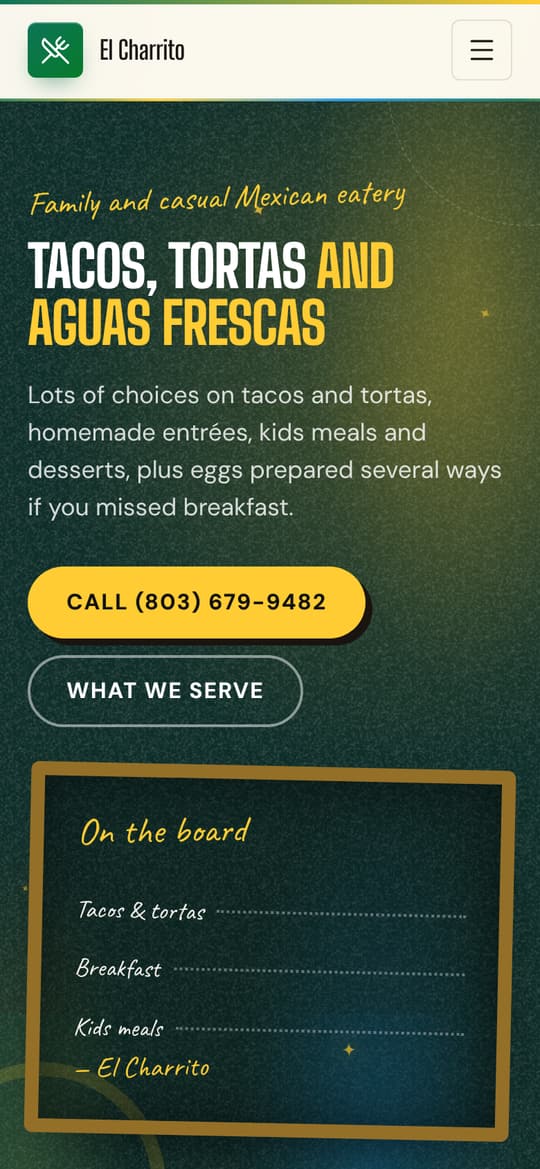 El Charrito
Family and casual Mexican eatery
TACOS, TORTAS AND
AGUAS FRESCAS
Lots of choices on tacos and tortas,
homemade entrées, kids meals and
desserts, plus eggs prepared several ways
if you missed breakfast.
CALL (803) 679-9482
WHAT WE SERVE
On the board
Tacos & tortas
Breakfast
Kids meals
– El Charrito